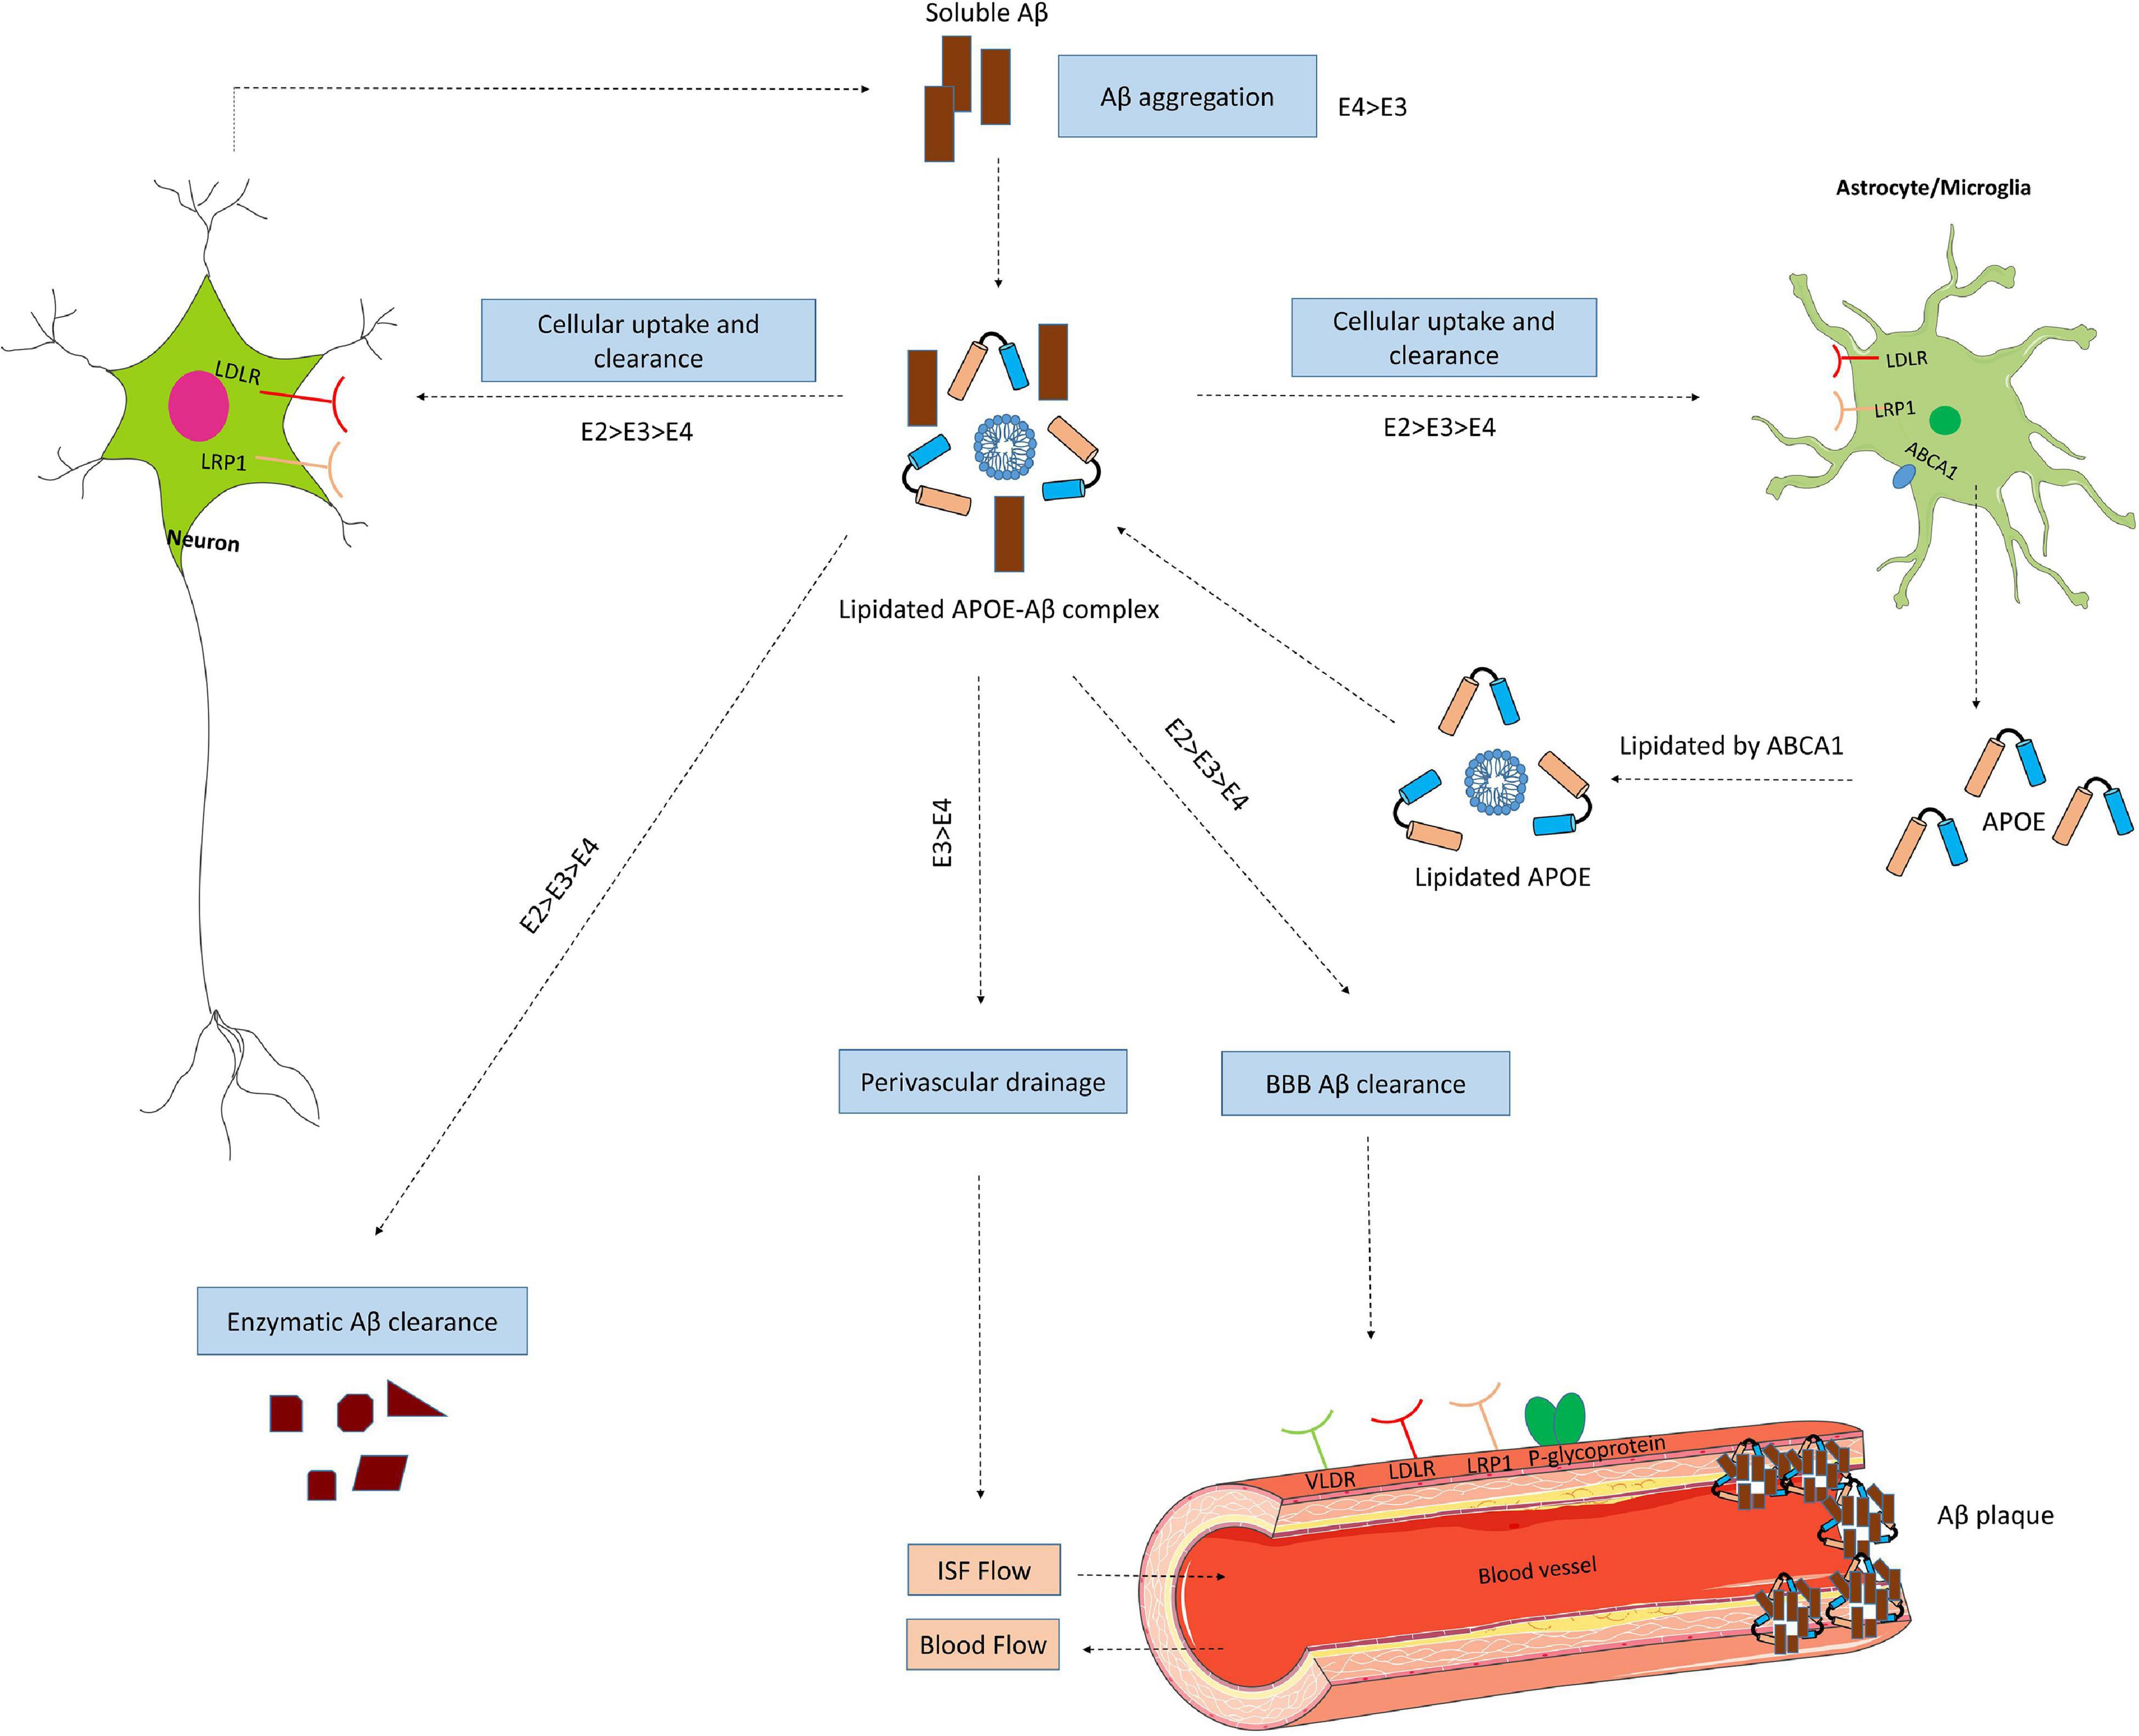 Soluble Aβ
Aβ aggregation
E4>E3
Astrocyte/Microglia
Cellular uptake and
clearance
E2>E3>E4
Cellular uptake and
clearance
E2>E3>E4
LDLR
LRP1
Neuron
LDLR
LRP1
ABCA1
Lipidated APOE-Aβ complex
Lipidated by ABCA1
APOE
Lipidated APOE
E2>E3>E4
E3>E4
E2>E3>E4
Perivascular drainage
BBB Aβ clearance
Enzymatic Aβ clearance
VLDR
LDLR
LRP1
P-glycoprotein
Aβ plaque
Blood vessel
ISF Flow
Blood Flow